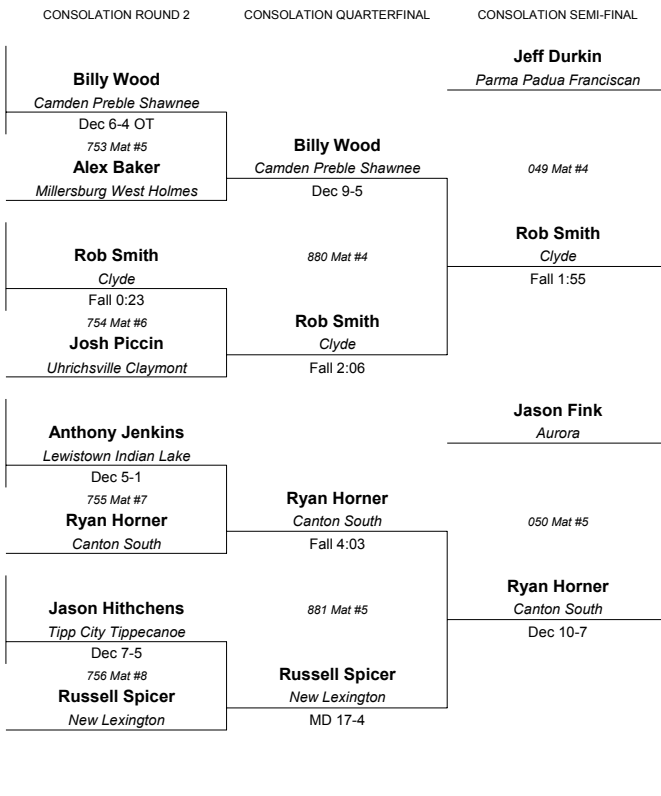 CONSOLATION ROUND 2
CONSOLATION QUARTERFINAL
CONSOLATION SEMI-FINAL
Billy Wood
Camden Preble Shawnee
Dec 6-4 OT
753 Mat #5
Alex Baker
Millersburg West Holmes
Rob Smith
Clyde
Fall 0:23
754 Mat #6
Josh Piccin
Uhrichsville Claymont
Anthony Jenkins
Lewistown Indian Lake
Dec 5-1
755 Mat #7
Ryan Horner
Canton South
Jason Hithchens
Tipp City Tippecanoe
Dec 7-5
756 Mat #8
Russell Spicer
New Lexington
Billy Wood
Camden Preble Shawnee
Dec 9-5
880 Mat #4
Rob Smith
Clyde
Fall 2:06
Ryan Horner
Canton South
Fall 4:03
881 Mat #5
Russell Spicer
New Lexington
MD 17-4
Jeff Durkin
Parma Padua Franciscan
049 Mat #4
Rob Smith
Clyde
Fall 1:55
Jason Fink
Aurora
050 Mat #5
Ryan Horner
Canton South
Dec 10-7